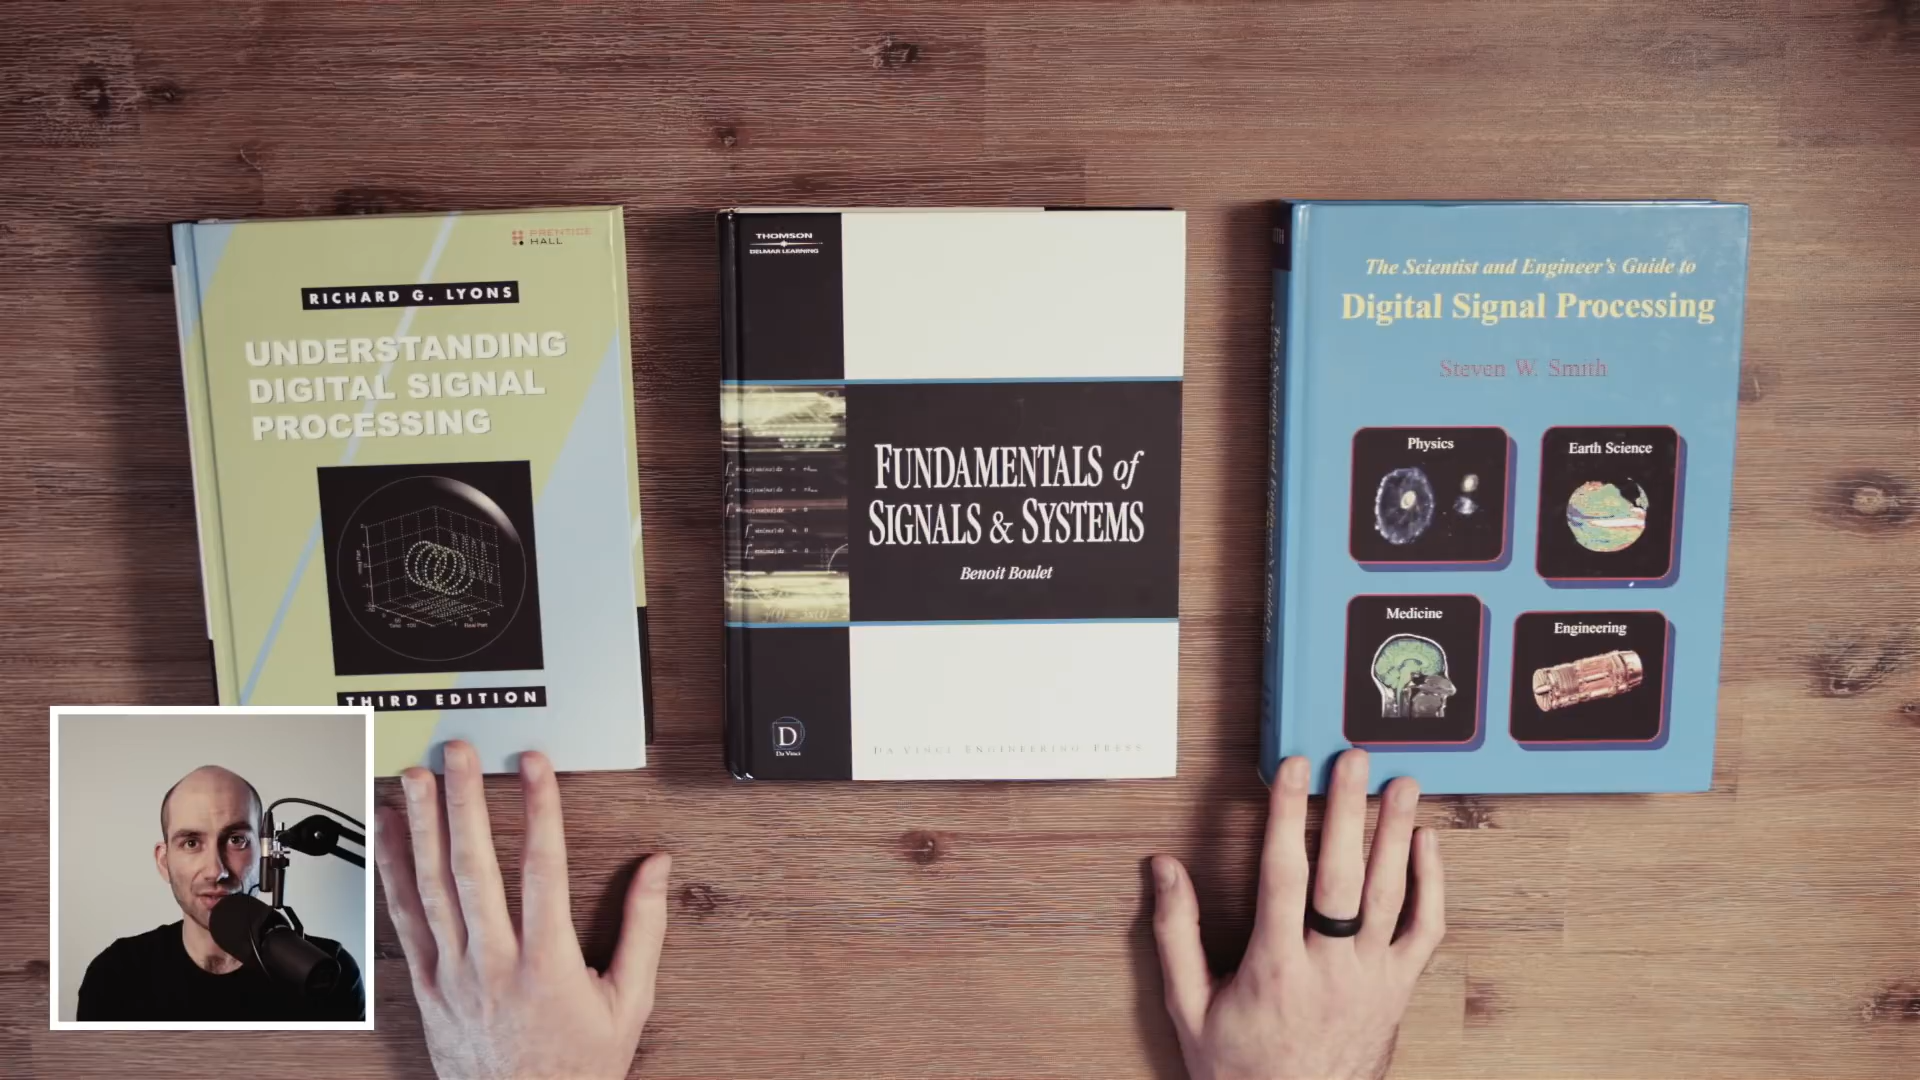 PRENTICE
HALL
RICHARD G. LYONS
UNDERSTANDING
DIGITAL SIGNAL
PROCESSING
THIRD EDITION
THOMSON
DELMAR LEARNING
FUNDAMENTALS of
SIGNALS & SYSTEMS
Benoit Boulet
D
Da Vinci
DA VINCI ENGINEERING PRESS
The Scientist and Engineer's Guide to
Digital Signal Processing
Steven W. Smith
Physics
Earth Science
Medicine
Engineering